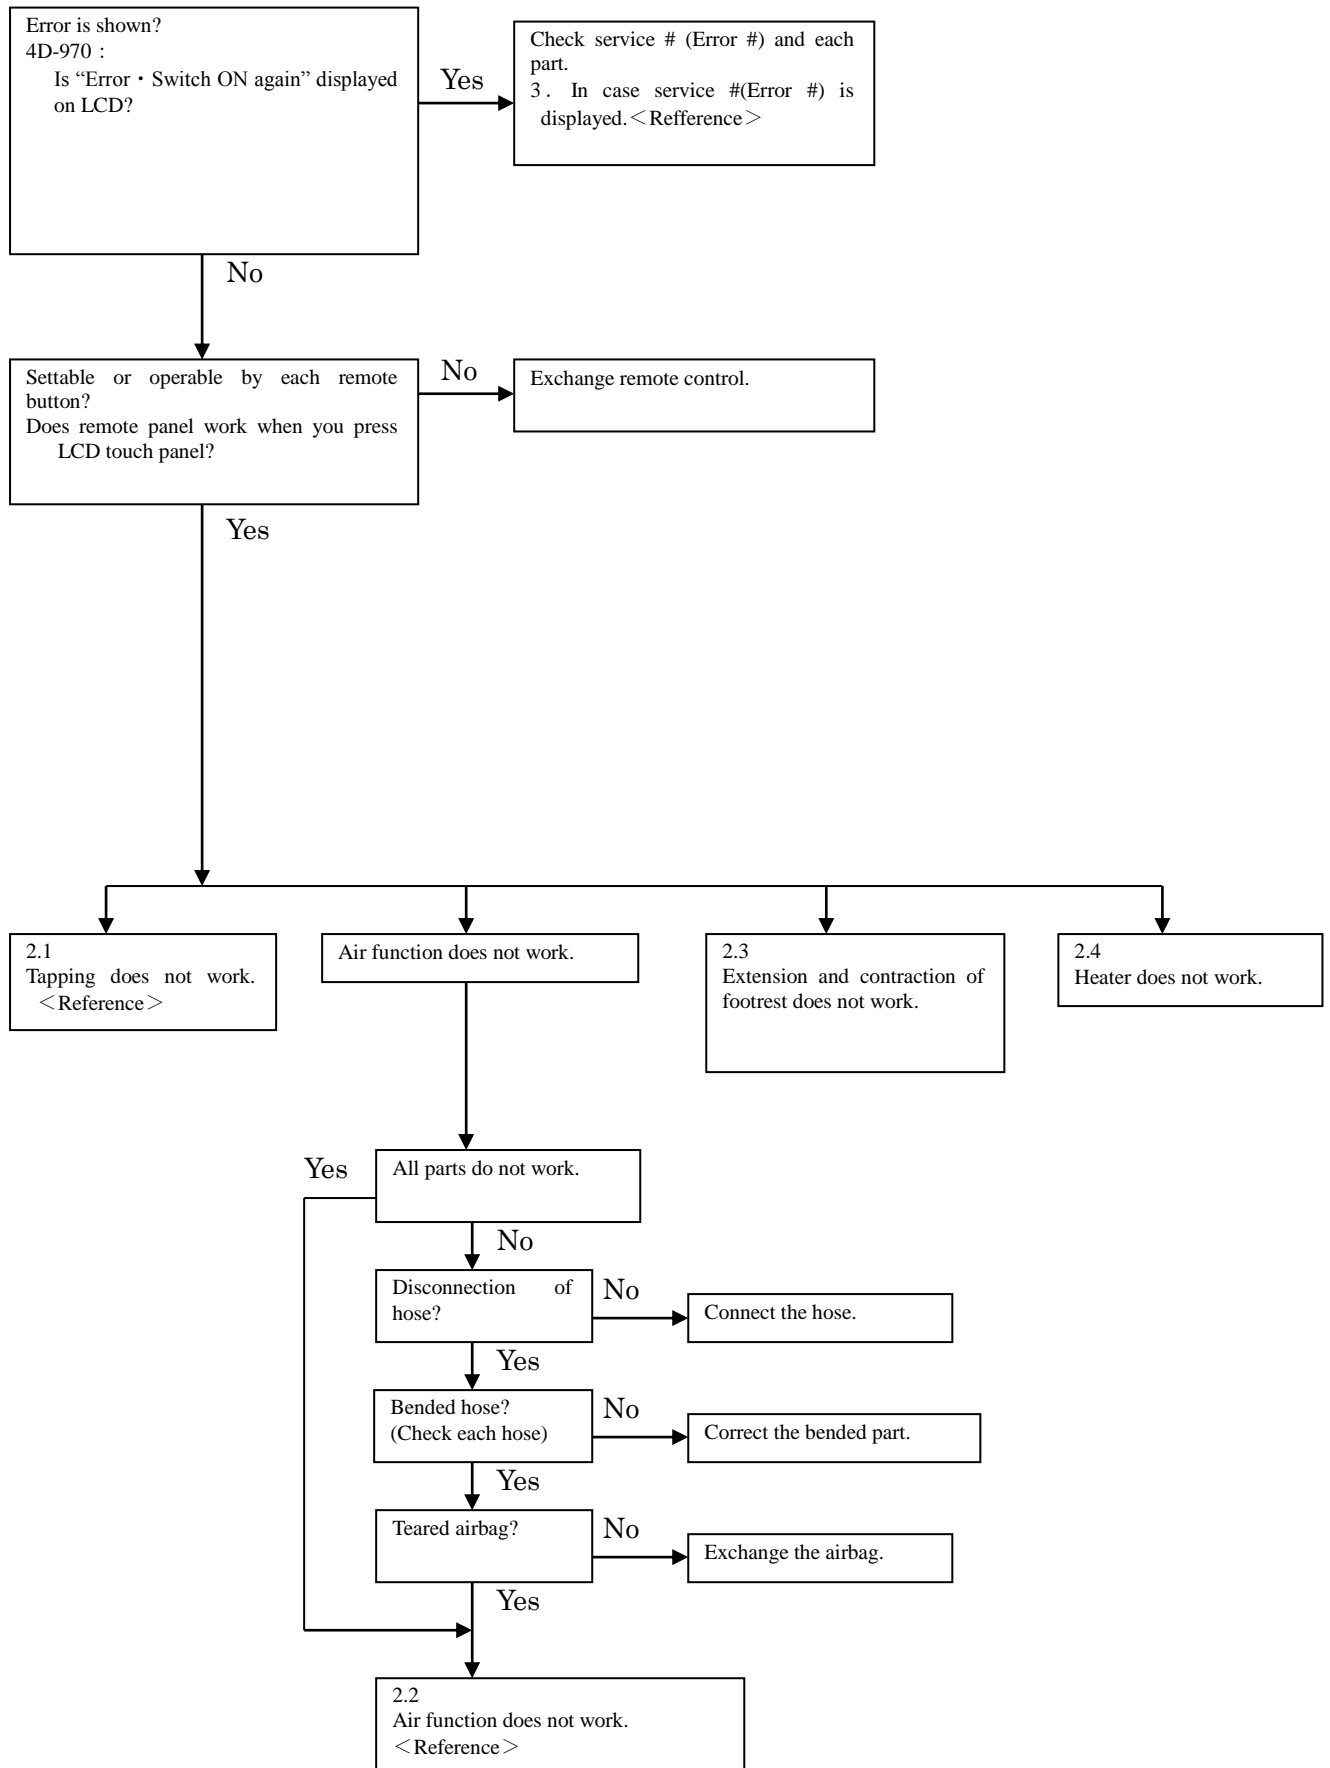 Error is shown?
4D-970：
Is “Error・Switch ON again” displayed
on LCD?
Yes
Check service # (Error #) and each
part.
3．In case service #(Error #) is
displayed.＜Refference＞
No
Settable or operable by each remote
button?
Does remote panel work when you press
LCD touch panel?
No
Exchange remote control.
Yes
2.1
Tapping does not work.
＜Reference＞
Air function does not work.
2.3
Extension and contraction of
footrest does not work.
2.4
Heater does not work.
Yes
All parts do not work.
No
Disconnection of
hose?
No
Connect the hose.
Yes
Bended hose?
(Check each hose)
No
Correct the bended part.
Yes
Teared airbag?
No
Exchange the airbag.
Yes
2.2
Air function does not work.
＜Reference＞